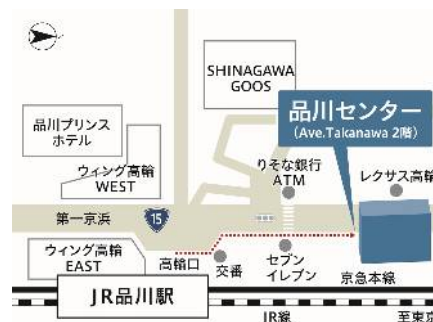 SHINAGAWA
GOOS
品川センター
(Ave.Takanawa 2階)
品川プリンス
ホテル
ウィング高輪
WEST
りそな銀行
ATM
レクサス高輪
第一京浜
15
ウィング高輪
EAST
高輪口
交番
セブン
イレブン
京急本線
JR品川駅
JR線
至東京